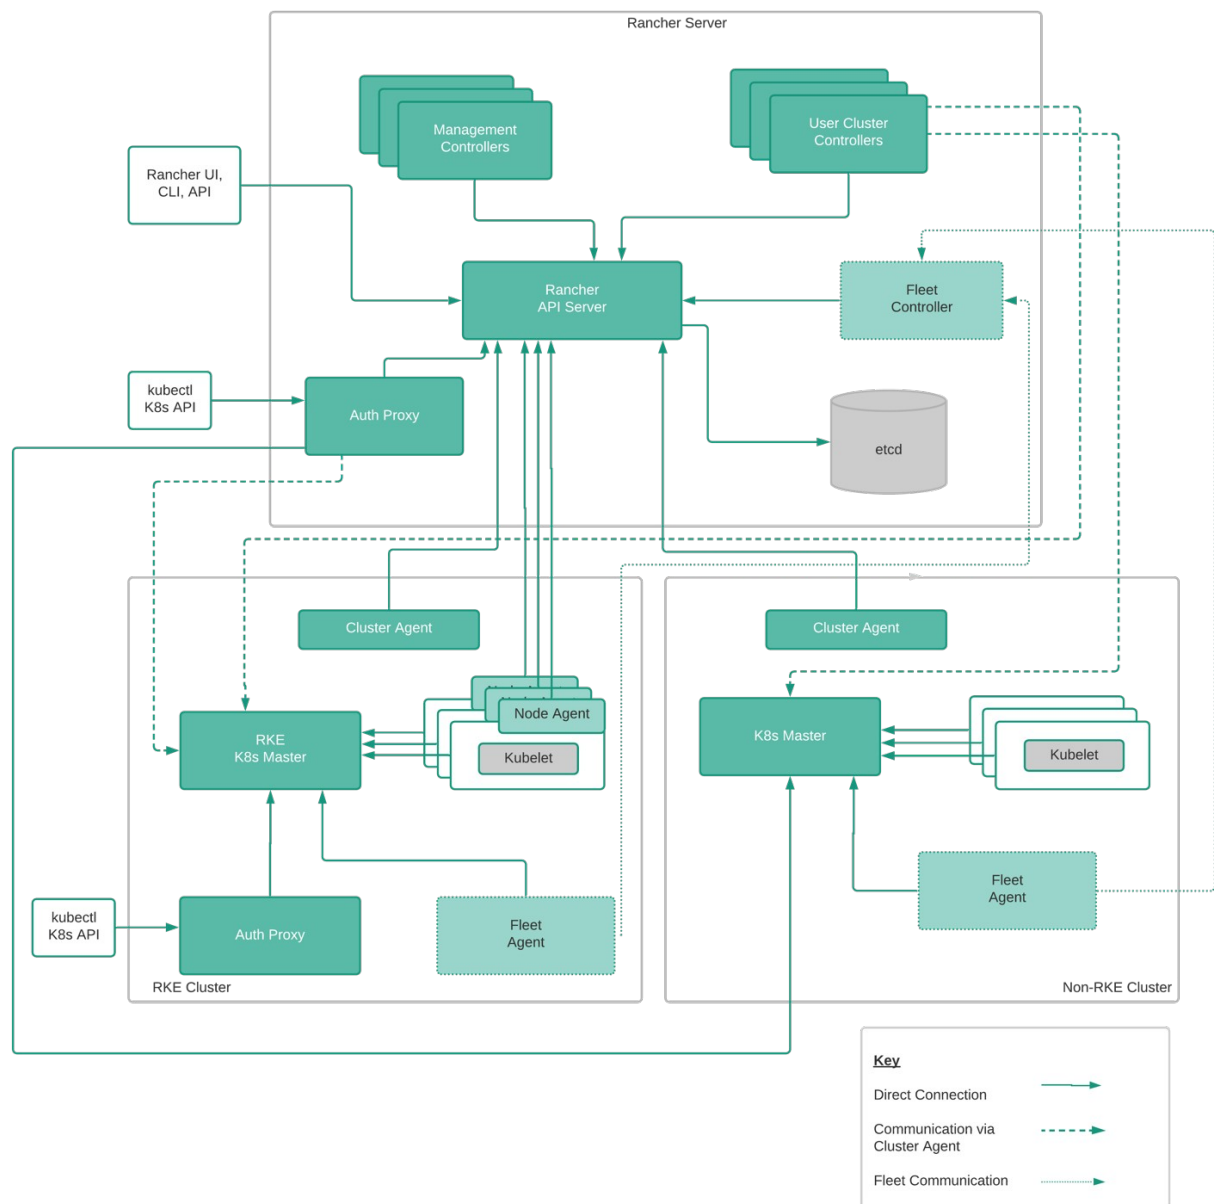 Rancher Server
Management
Controllers
User Cluster
Controllers
Rancher UI,
CLI, API
Rancher
API Server
Fleet
Controller
kubectl
K8s API
Auth Proxy
etcd
Cluster Agent
Cluster Agent
Node Agent
RKE
K8s Master
Kubelet
K8s Master
Kubelet
Fleet
Agent
kubectl
K8s API
Auth Proxy
Fleet
Agent
RKE Cluster
Non-RKE Cluster
Key
Direct Connection
Communication via
Cluster Agent
Fleet Communication